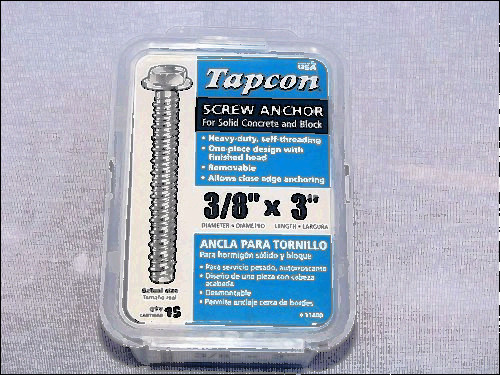 USA
Tapcon
SCREW ANCHOR
For Solid Concrete and Block
• Heavy-duty, self-threading
• One-piece design with
finished head
• Removable
• Allows close edge anchoring
3/8" x 3"
DIAMETER • DIAMETRO LENGTH • LARGURA
ANCLA PARA TORNILLO
Para hormigón sólido y bloque
• Para servicio pesado, autorroscante
• Diseño de una pieza con cabeza
acabada
• Desmontable
• Permite anclaje cerca de bordes
Actual size
Tamaño real
QTY
CANTIDAD 15